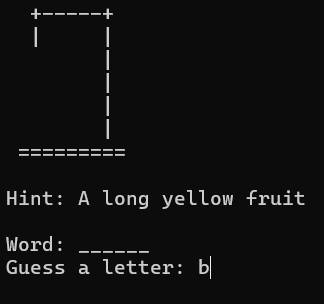 Hint: A long yellow fruit
Word: ______
Guess a letter: b